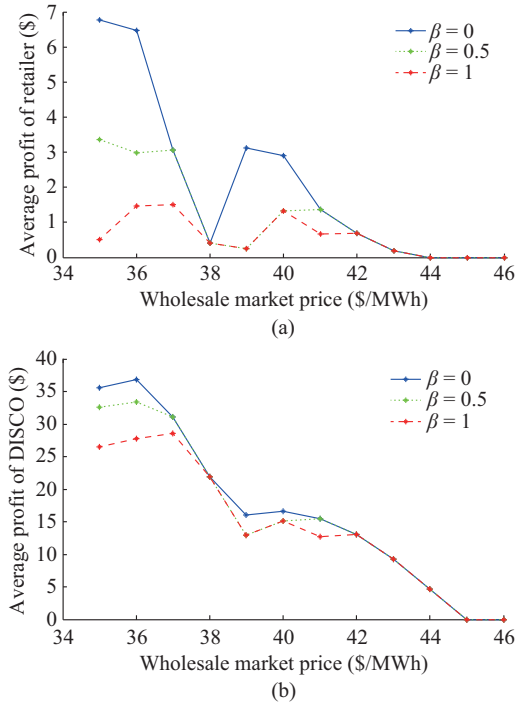 7
6
5
4
3
2
1
0
Average profit of retailer ($)
β = 0
β = 0.5
β = 1
34 36 38 40 42 44 46
Wholesale market price ($/MWh)
(a)
40
35
30
25
20
15
10
5
0
Average profit of DISCO ($)
β = 0
β = 0.5
β = 1
34 36 38 40 42 44 46
Wholesale market price ($/MWh)
(b)